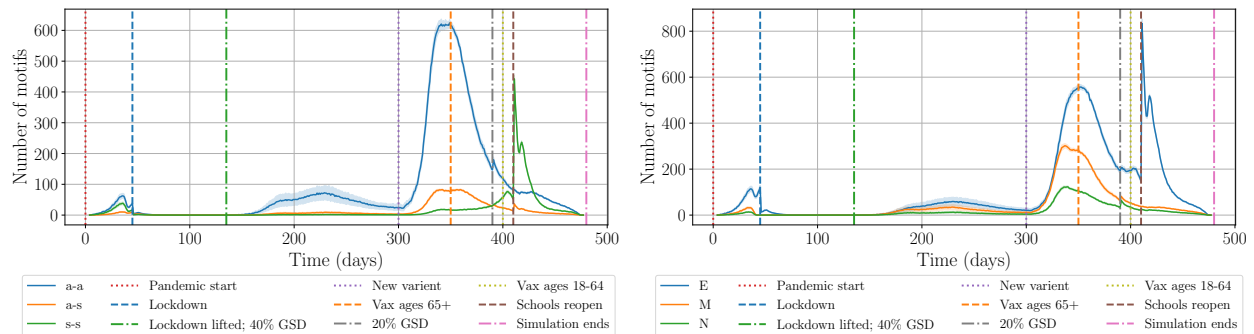 Number of motifs
600
500
400
300
200
100
0
0 100 200 300 400 500
Time (days)
a-a Pandemic start New varient Vax ages 18-64
a-s Lockdown Vax ages 65+ Schools reopen
s-s Lockdown lifted; 40% GSD 20% GSD Simulation ends
Number of motifs
800
600
400
200
0
0 100 200 300 400 500
Time (days)
E Pandemic start New varient Vax ages 18-64
M Lockdown Vax ages 65+ Schools reopen
N Lockdown lifted; 40% GSD 20% GSD Simulation ends